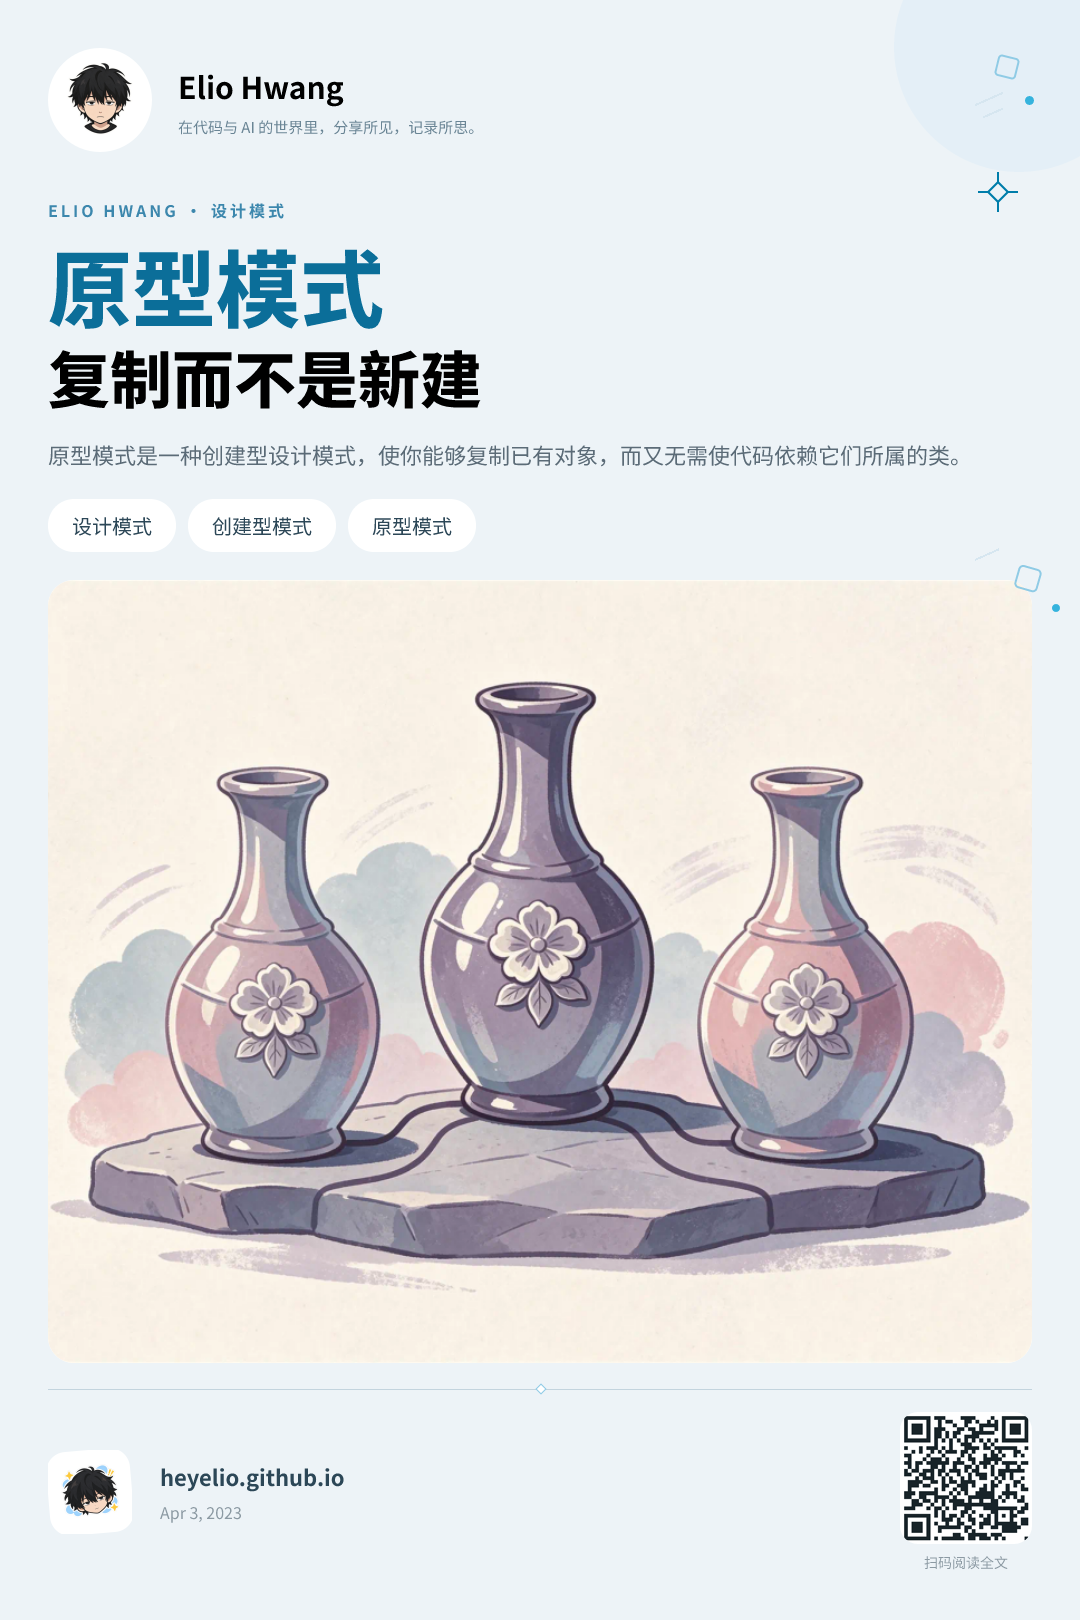 Elio Hwang
在代码与 AI 的世界里，分享所见，记录所思。
ELIO HWANG • 设计模式
原型模式
复制而不是新建
原型模式是一种创建型设计模式，使你能够复制已有对象，而又无需使代码依赖它们所属的类。
设计模式 创建型模式 原型模式
heyelio.github.io
Apr 3, 2023
扫码阅读全文